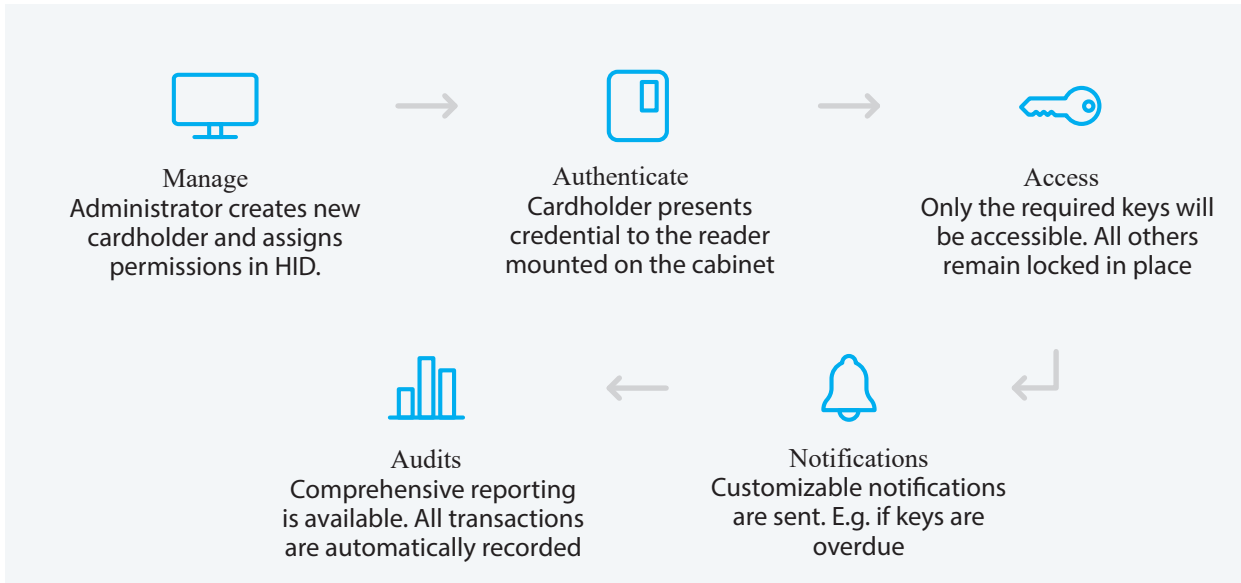 Manage
Administrator creates new
cardholder and assigns
permissions in HID.
Authenticate
Cardholder presents
credential to the reader
mounted on the cabinet
Access
Only the required keys will
be accessible. All others
remain locked in place
Notifications
Customizable notifications
are sent. E.g. if keys are
overdue
Audits
Comprehensive reporting
is available. All transactions
are automatically recorded